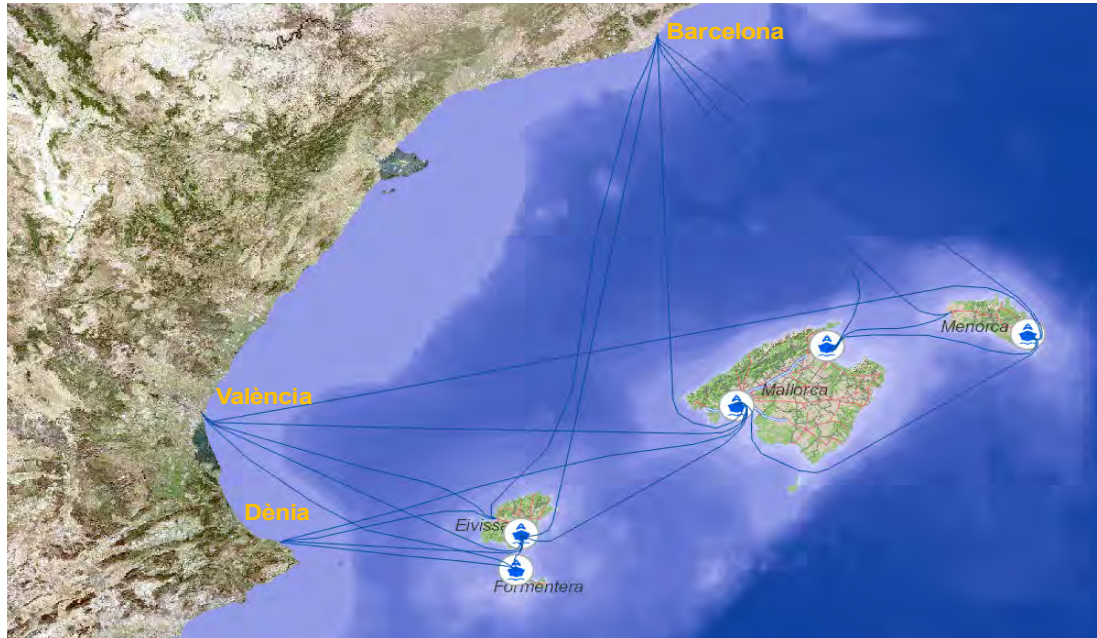 Barcelona
Menorca
Mallorca
València
Dènia
Eivissa
Formentera